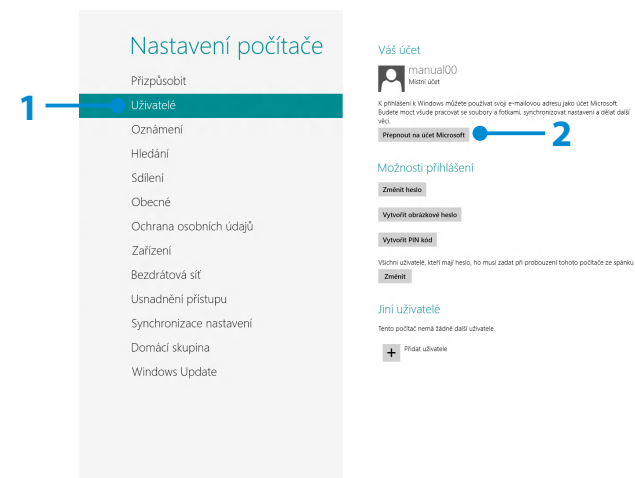 Nastavení počítače
Přizpůsobit
1
Uživatelé
Oznámení
Hledání
Sdílení
Obecné
Ochrana osobních údajů
Zařízení
Bezdrátová síť
Usnadnění přístupu
Synchronizace nastavení
Domácí skupina
Windows Update
Váš účet
manual00
Místní účet
K přihlášení k Windows můžete používat svoji e-mailovou adresu jako účet Microsoft.
Budete moct všude pracovat se soubory a fotkami, synchronizovat nastavení a dělat další
věci.
Přepnout na účet Microsoft
2
Možnosti přihlášení
Změnit heslo
Vytvořit obrázkové heslo
Vytvořit PIN kód
Všichni uživatelé, kteří mají heslo, ho musí zadat při probouzení tohoto počítače ze spánku
Změnit
Jiní uživatelé
Tento počítač nemá žádné další uživatele.
+ Přidat uživatele